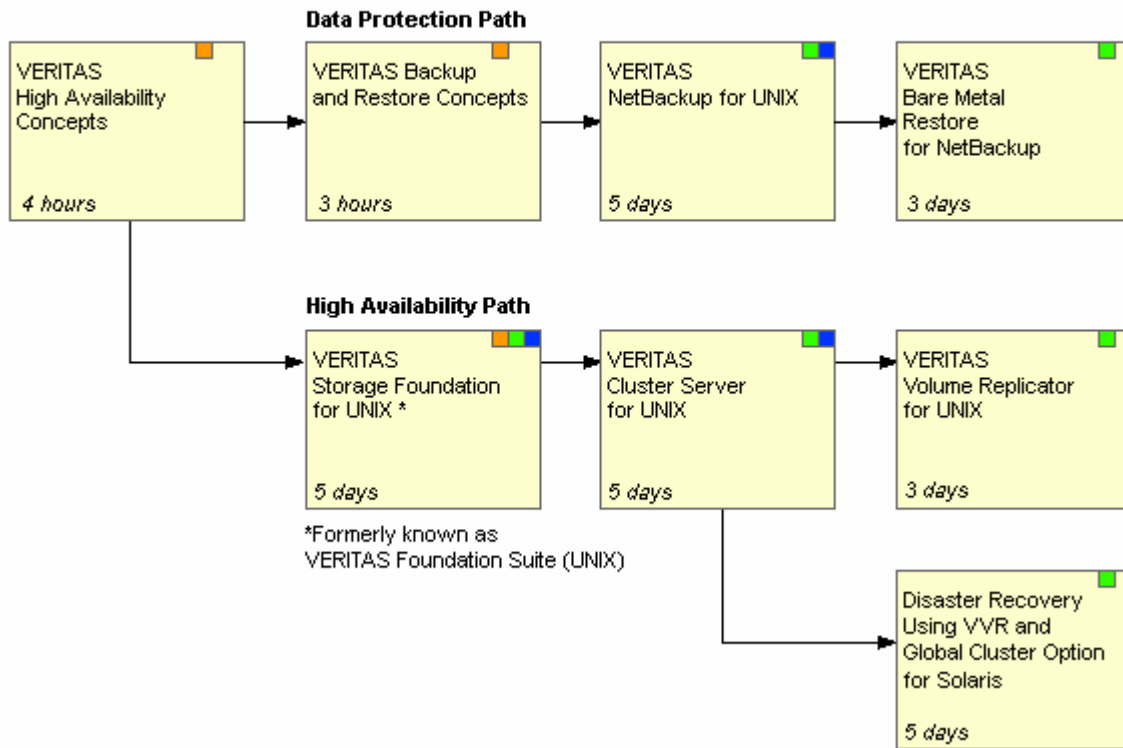 Data Protection Path
VERITAS
High Availability
Concepts
4 hours
VERITAS Backup
and Restore Concepts
3 hours
VERITAS
NetBackup for UNIX
5 days
VERITAS
Bare Metal
Restore
for NetBackup
3 days
High Availability Path
VERITAS
Storage Foundation
for UNIX *
5 days
*Formerly known as
VERITAS Foundation Suite (UNIX)
VERITAS
Cluster Server
for UNIX
5 days
VERITAS
Volume Replicator
for UNIX
3 days
Disaster Recovery
Using VVR and
Global Cluster Option
for Solaris
5 days